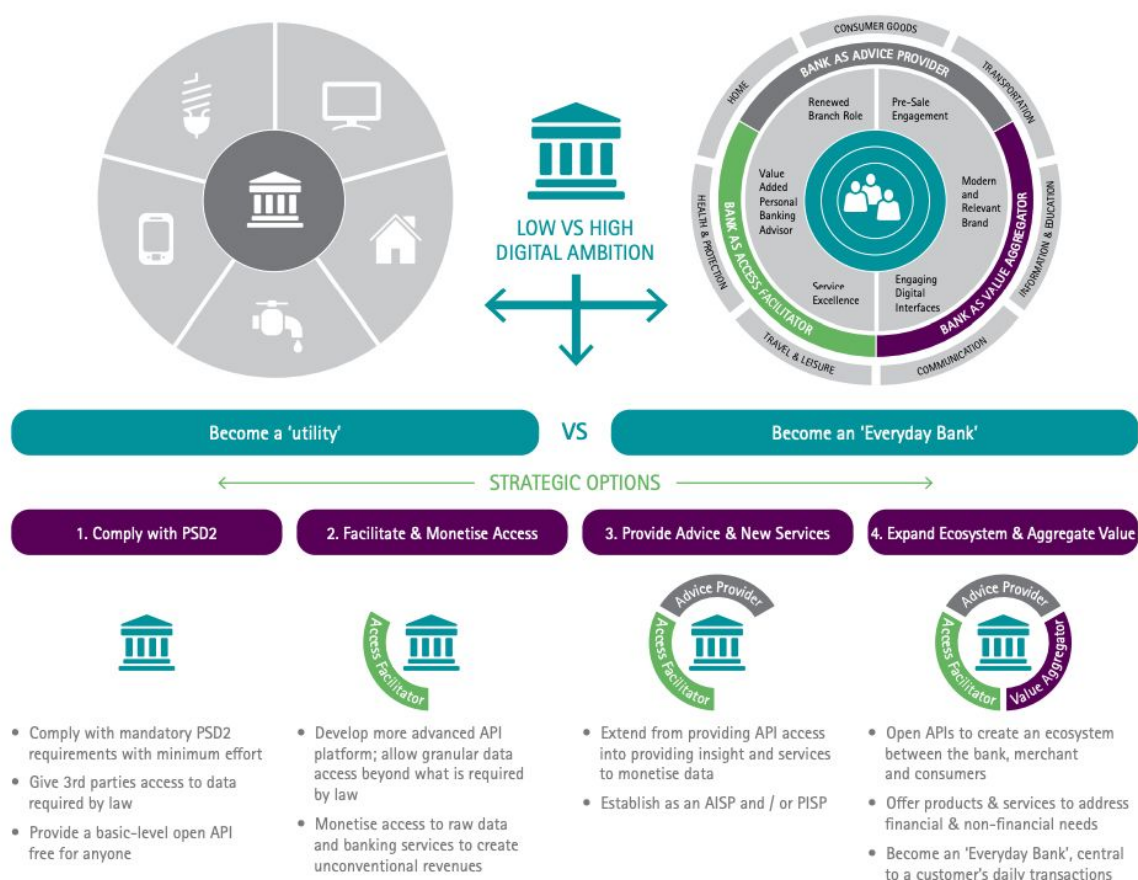 CONSUMER GOODS
HOME
TRANSPORTATION
HEALTH & PROTECTION
INFORMATION & EDUCATION
TRAVEL & LEISURE
COMMUNICATION
BANK AS ADVICE PROVIDER
BANK AS ACCESS FACILITATOR
BANK AS VALUE AGGREGATOR
Renewed
Branch Role
Pre-Sale
Engagement
Value
Added
Personal
Banking
Advisor
Modern
and
Relevant
Brand
Service
Excellence
Engaging
Digital
Interfaces
LOW VS HIGH
DIGITAL AMBITION
Become a 'utility'
VS
Become an 'Everyday Bank'
STRATEGIC OPTIONS
1. Comply with PSD2
2. Facilitate & Monetise Access
3. Provide Advice & New Services
4. Expand Ecosystem & Aggregate Value
Access Facilitator
Advice Provider
Access Facilitator
Advice Provider
Access Facilitator
Value Aggregator
• Comply with mandatory PSD2
requirements with minimum effort
• Give 3rd parties access to data
required by law
• Provide a basic-level open API
free for anyone
• Develop more advanced API
platform; allow granular data
access beyond what is required
by law
• Monetise access to raw data
and banking services to create
unconventional revenues
• Extend from providing API access
into providing insight and services
to monetise data
• Establish as an AISP and / or PISP
• Open APIs to create an ecosystem
between the bank, merchant
and consumers
• Offer products & services to address
financial & non-financial needs
• Become an 'Everyday Bank', central
to a customer's daily transactions